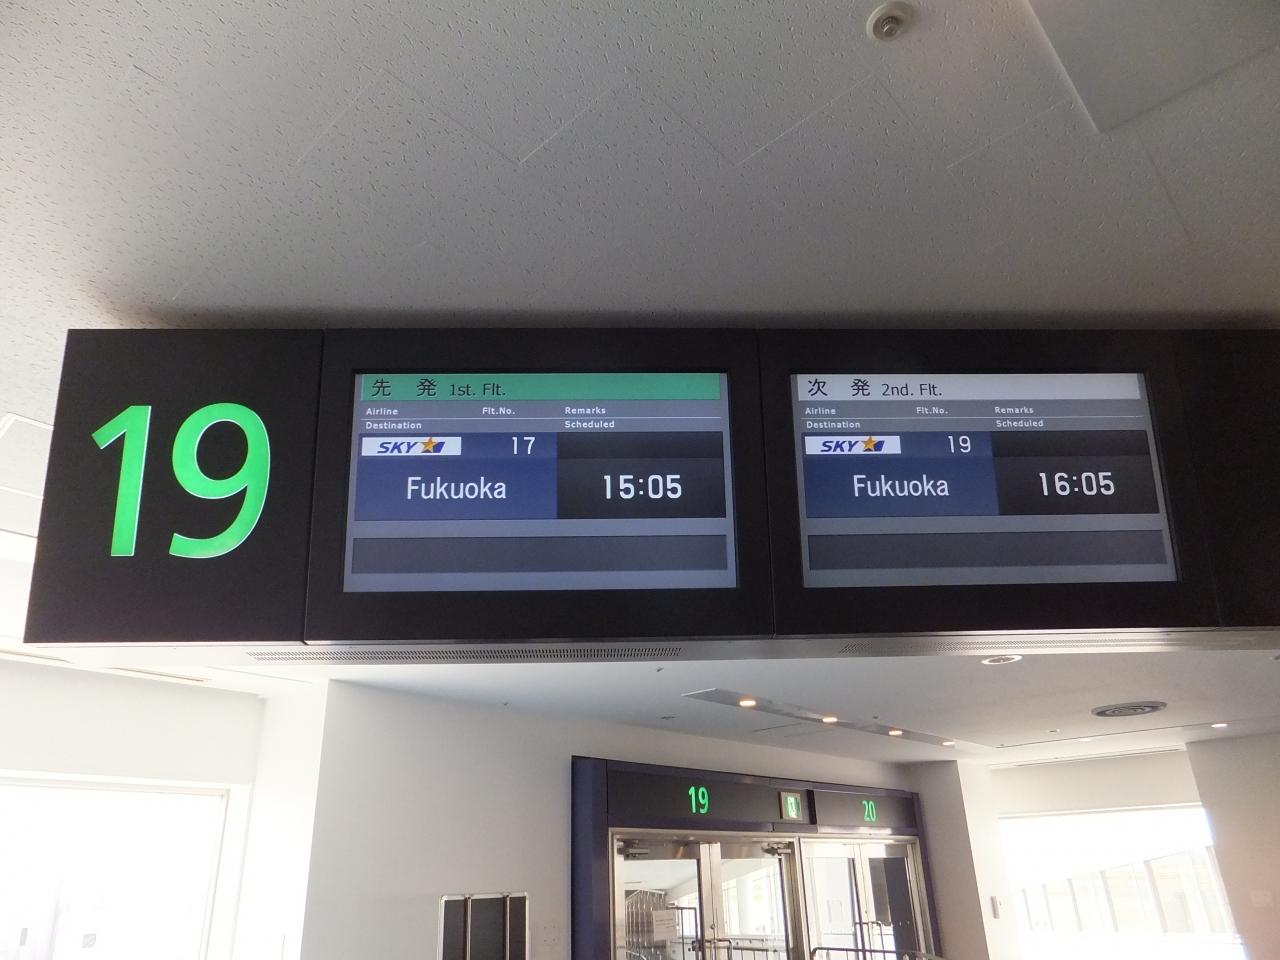 19
先 発 1st. Flt.
Airline Flt.No. Remarks
Destination Scheduled
SKY 17
Fukuoka 15:05
次 発 2nd. Flt.
Airline Flt.No. Remarks
Destination Scheduled
SKY 19
Fukuoka 16:05
19 20